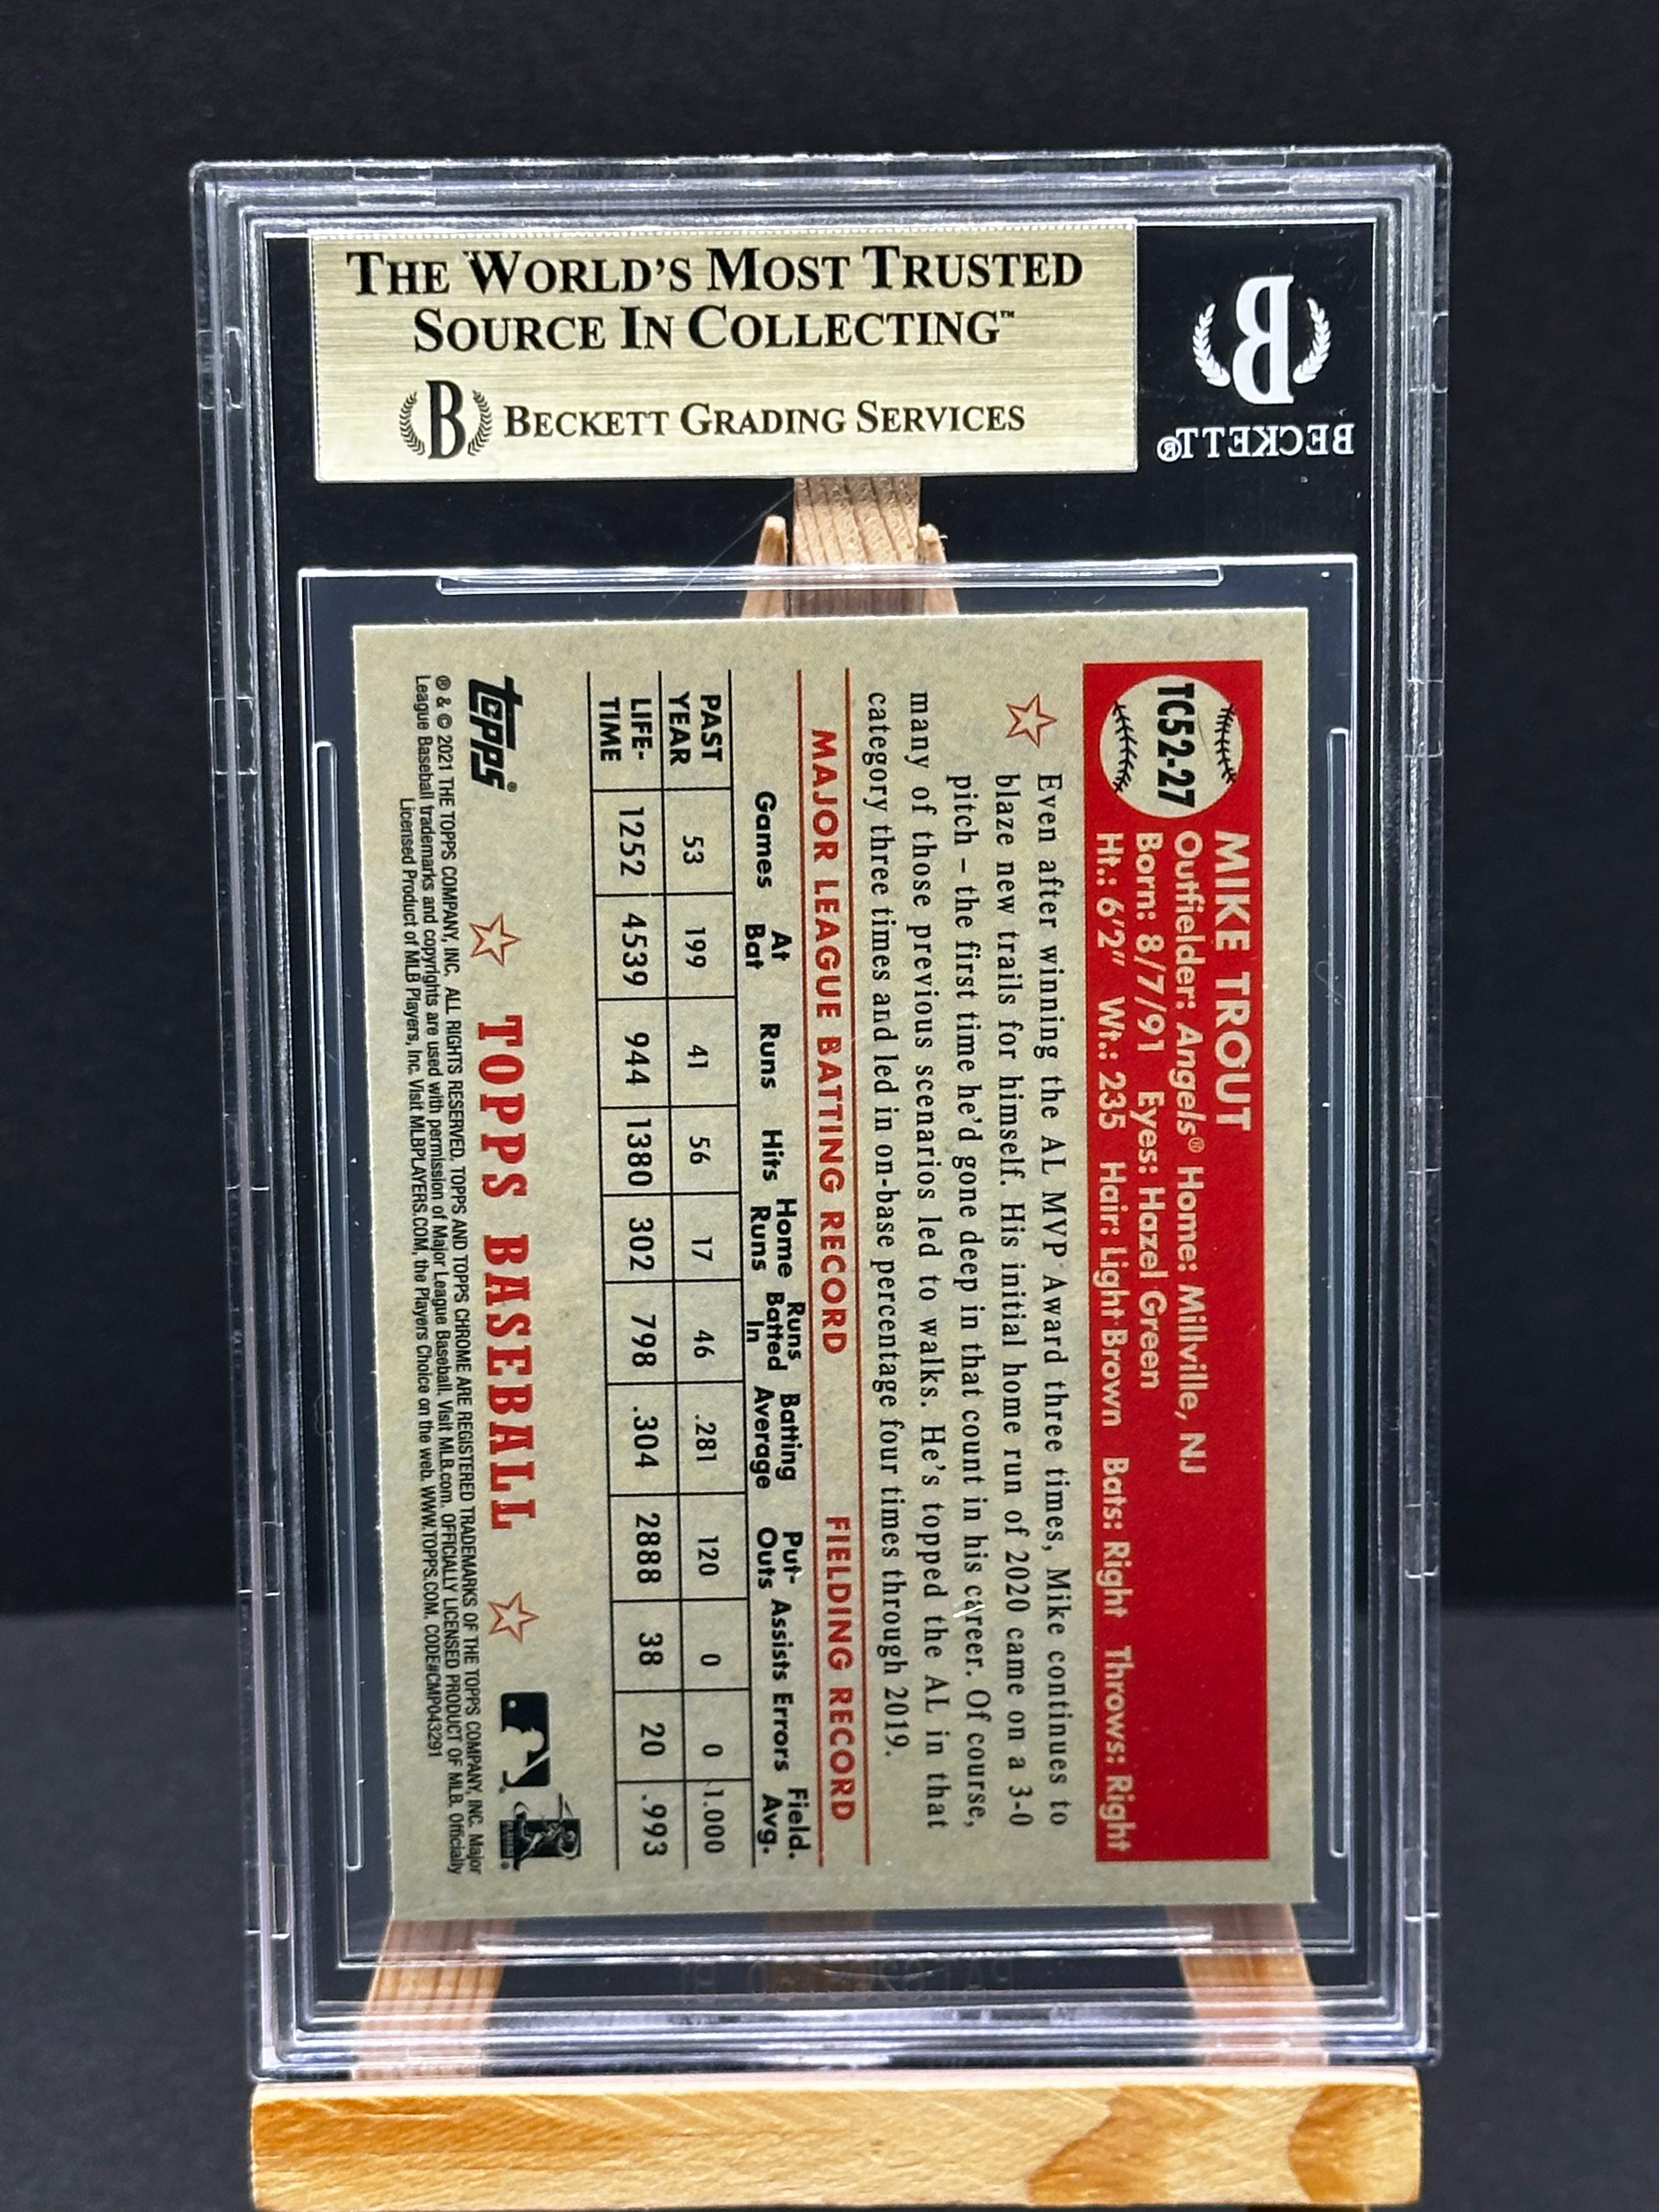 THE WORLD'S MOST TRUSTED
SOURCE IN COLLECTING™
B BECKETT GRADING SERVICES
B
BECKETT®
TC52-27
MIKE TROUT
Outfielder: Angels® Home: Millville, NJ
Born: 8/7/91 Eyes: Hazel Green
Ht.: 6'2" Wt.: 235 Hair: Light Brown Bats: Right Throws: Right
Even after winning the AL MVP Award three times, Mike continues to
blaze new trails for himself. His initial home run of 2020 came on a 3-0
pitch – the first time he'd gone deep in that count in his career. Of course,
many of those previous scenarios led to walks. He's topped the AL in that
category three times and led in on-base percentage four times through 2019.
MAJOR LEAGUE BATTING RECORD FIELDING RECORD
Games At Bat Runs Hits Home Runs Runs Batted In Batting Average Put-Outs Assists Errors Field. Avg.
PAST YEAR 53 199 41 56 17 46 .281 120 0 0 1.000
LIFE-TIME 1252 4539 944 1380 302 798 .304 2888 38 20 .993
topps® TOPPS BASEBALL
® & © 2021 THE TOPPS COMPANY, INC. ALL RIGHTS RESERVED. TOPPS AND TOPPS CHROME ARE REGISTERED TRADEMARKS OF THE TOPPS COMPANY, INC. Major
League Baseball trademarks and copyrights are used with permission of Major League Baseball. Visit MLB.com. OFFICIALLY LICENSED PRODUCT OF MLB. Officially
Licensed Product of MLB Players, Inc. Visit MLBPLAYERS.COM, the Players Choice on the web. WWW.TOPPS.COM. CODE#CMP043291